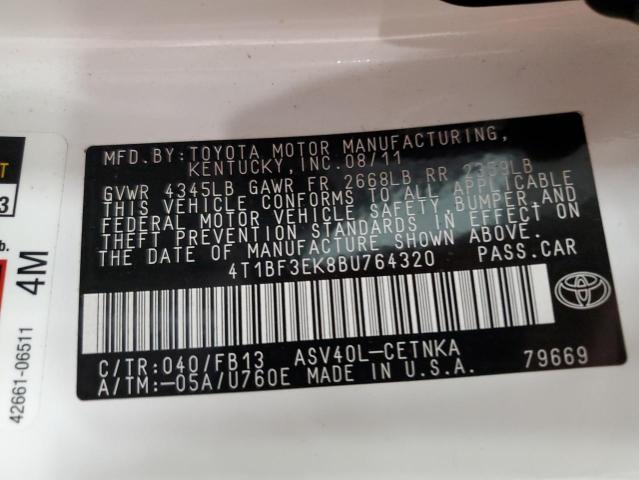 MFD.BY:TOYOTA MOTOR MANUFACTURING,
KENTUCKY,INC.08/11
GVWR 4345LB GAWR FR 2668LB RR 2359LB
THIS VEHICLE CONFORMS TO ALL APPLICABLE
FEDERAL MOTOR VEHICLE SAFETY,BUMPER,AND
THEFT PREVENTION STANDARDS IN EFFECT ON
THE DATE OF MANUFACTURE SHOWN ABOVE.
4T1BF3EK8BU764320 PASS.CAR
C/TR:040/FB13 ASV40L-CETNKA 79669
A/TM:-05A/U760E MADE IN U.S.A.
3
b.
4M
42661-06511